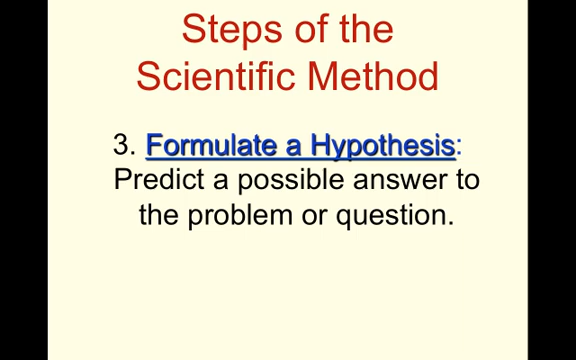 Steps of the
Scientific Method
3. Formulate a Hypothesis:
Predict a possible answer to
the problem or question.